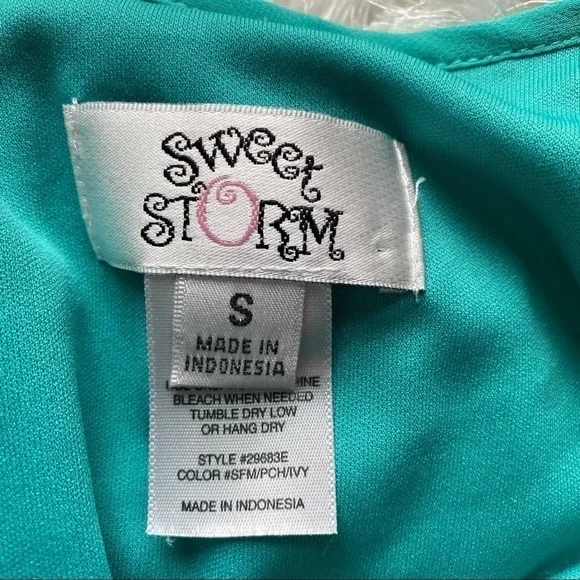 Sweet
STORM
S
MADE IN
INDONESIA
BLEACH WHEN NEEDED
TUMBLE DRY LOW
OR HANG DRY
STYLE #29683E
COLOR #SFM/PCH/IVY
MADE IN INDONESIA